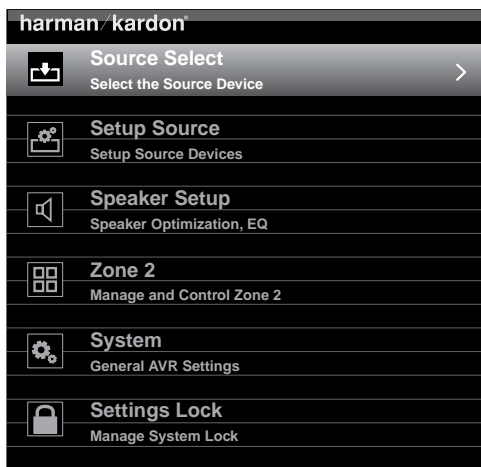 harman/kardon®
Source Select
Select the Source Device
Setup Source
Setup Source Devices
Speaker Setup
Speaker Optimization, EQ
Zone 2
Manage and Control Zone 2
System
General AVR Settings
Settings Lock
Manage System Lock